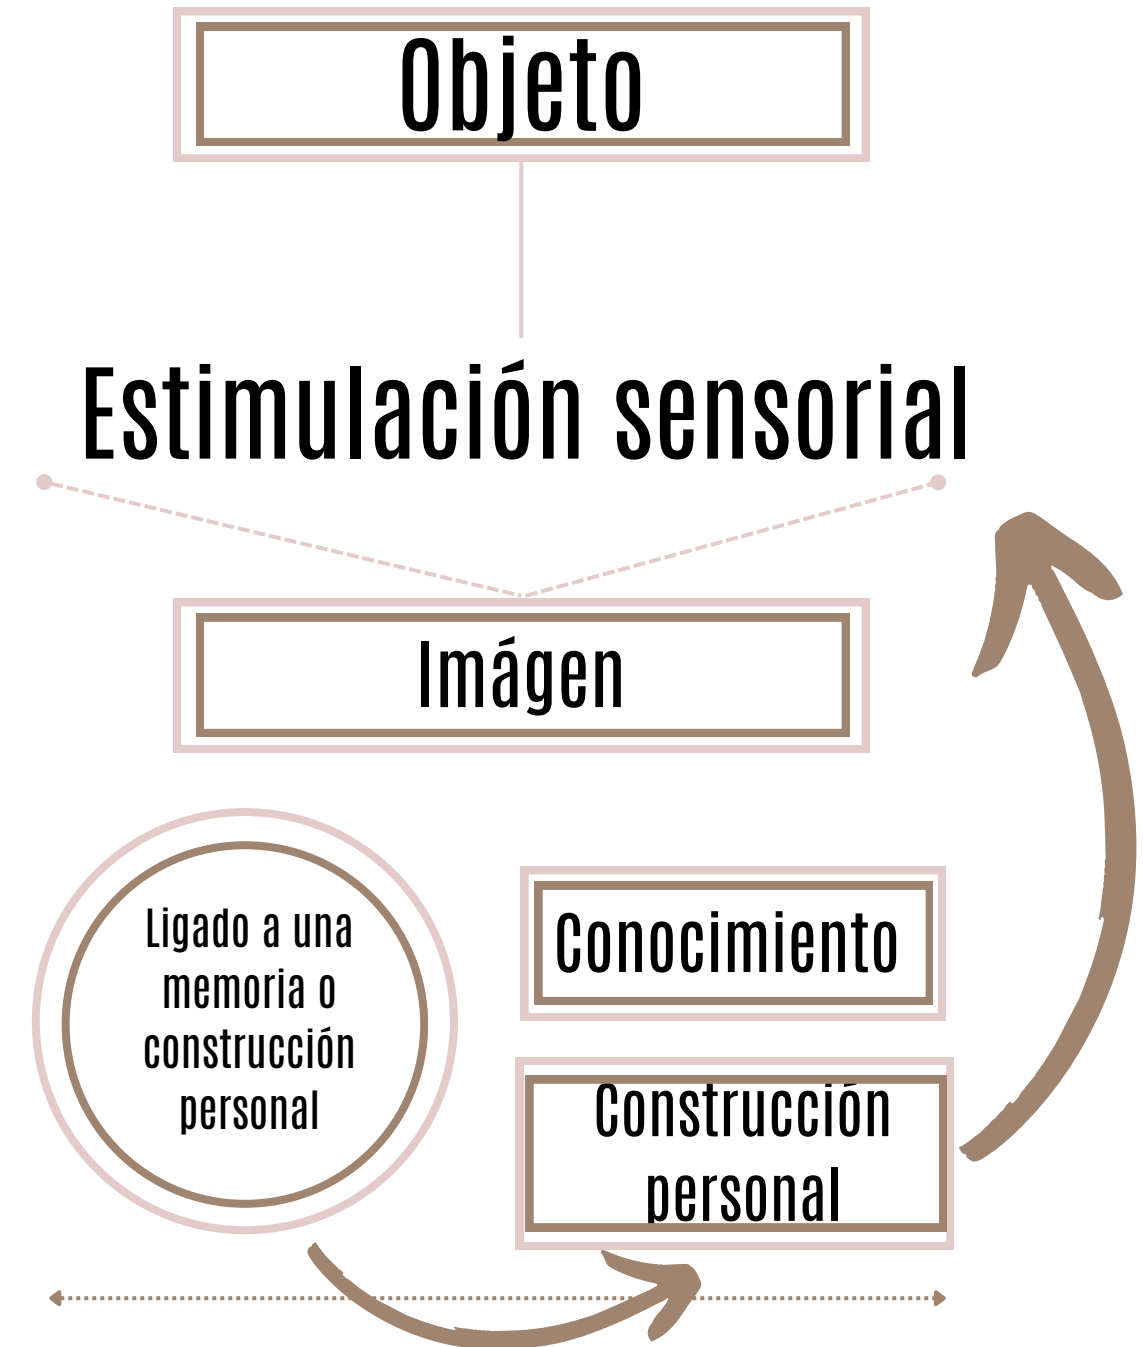 Objeto
Estimulación sensorial
Imágen
Ligado a una
memoria o
construcción
personal
Conocimiento
Construcción
personal